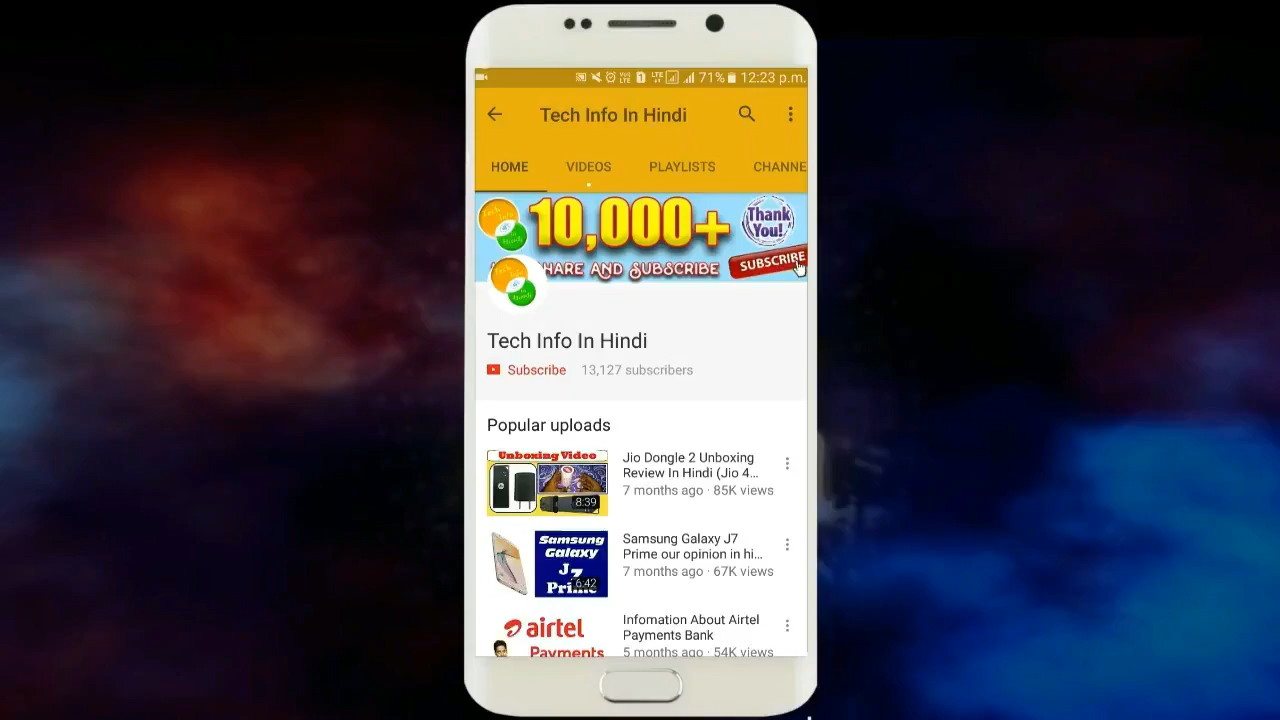 71% 12:23 p.m.
Tech Info In Hindi
HOME VIDEOS PLAYLISTS CHANNE
10,000+
Thank
You!
HARE AND SUBSCRIBE
SUBSCRIBE
Tech Info In Hindi
Subscribe 13,127 subscribers
Popular uploads
Unboxing Video
8:39
Jio Dongle 2 Unboxing
Review In Hindi (Jio 4...
7 months ago · 85K views
Samsung
Galaxy
J7
Prime
6:42
Samsung Galaxy J7
Prime our opinion in hi...
7 months ago · 67K views
airtel
Payments
Infomation About Airtel
Payments Bank
5 months ago · 54K views